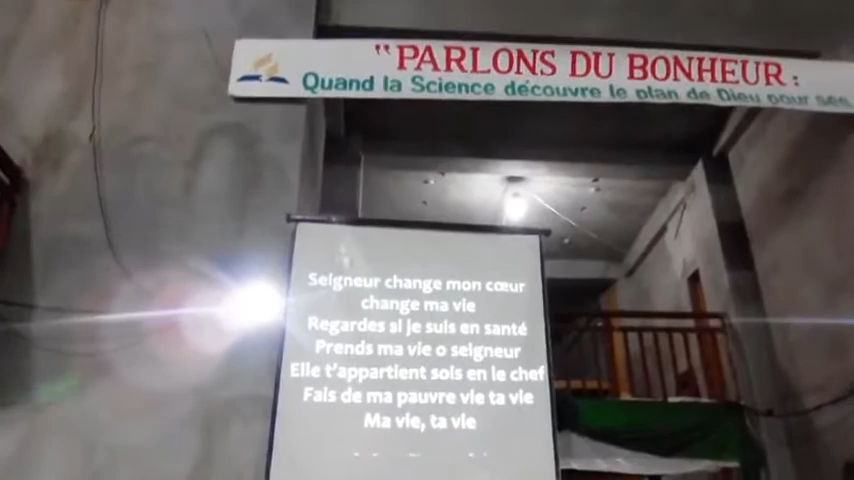 "PARLONS DU BONHEUR :
Quand la Science découvre le plan de Dieu pour ses
Seigneur change mon cœur
change ma vie
Regardes si je suis en santé
Prends ma vie o seigneur
Elle t'appartient sois en le chef
Fais de ma pauvre vie ta vie
Ma vie, ta vie